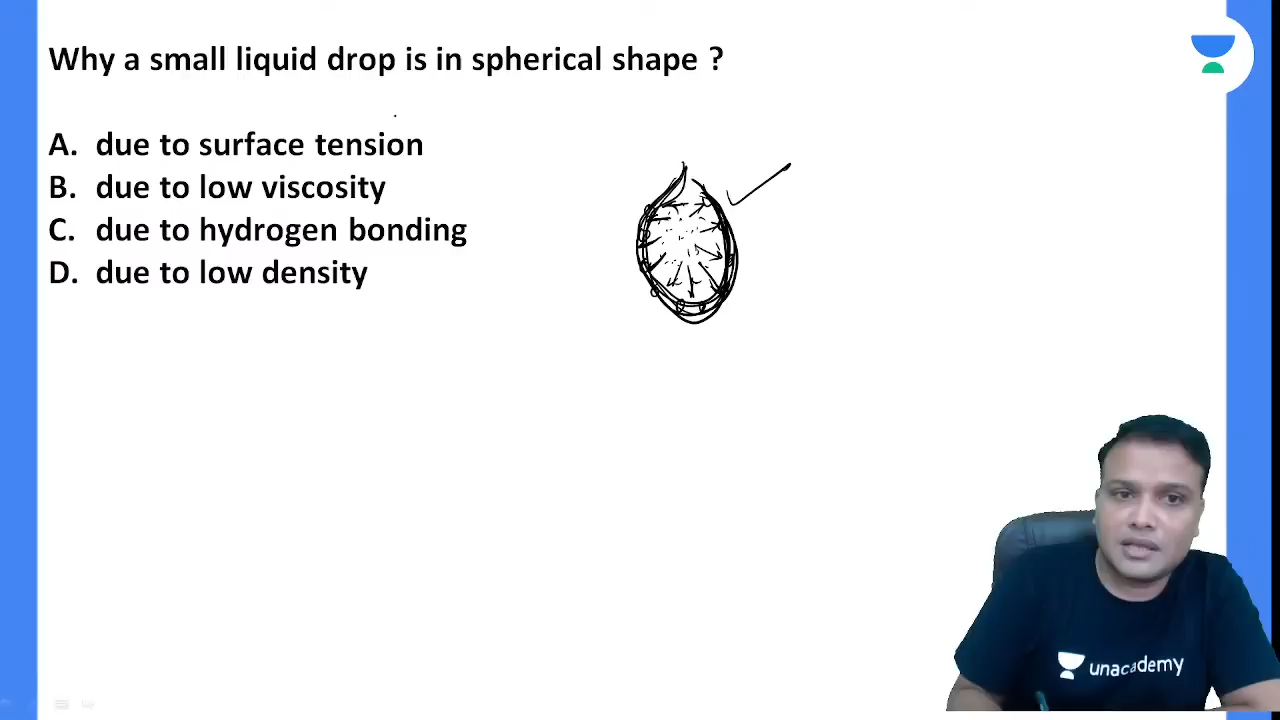 Why a small liquid drop is in spherical shape ?
A. due to surface tension
B. due to low viscosity
C. due to hydrogen bonding
D. due to low density
unacademy